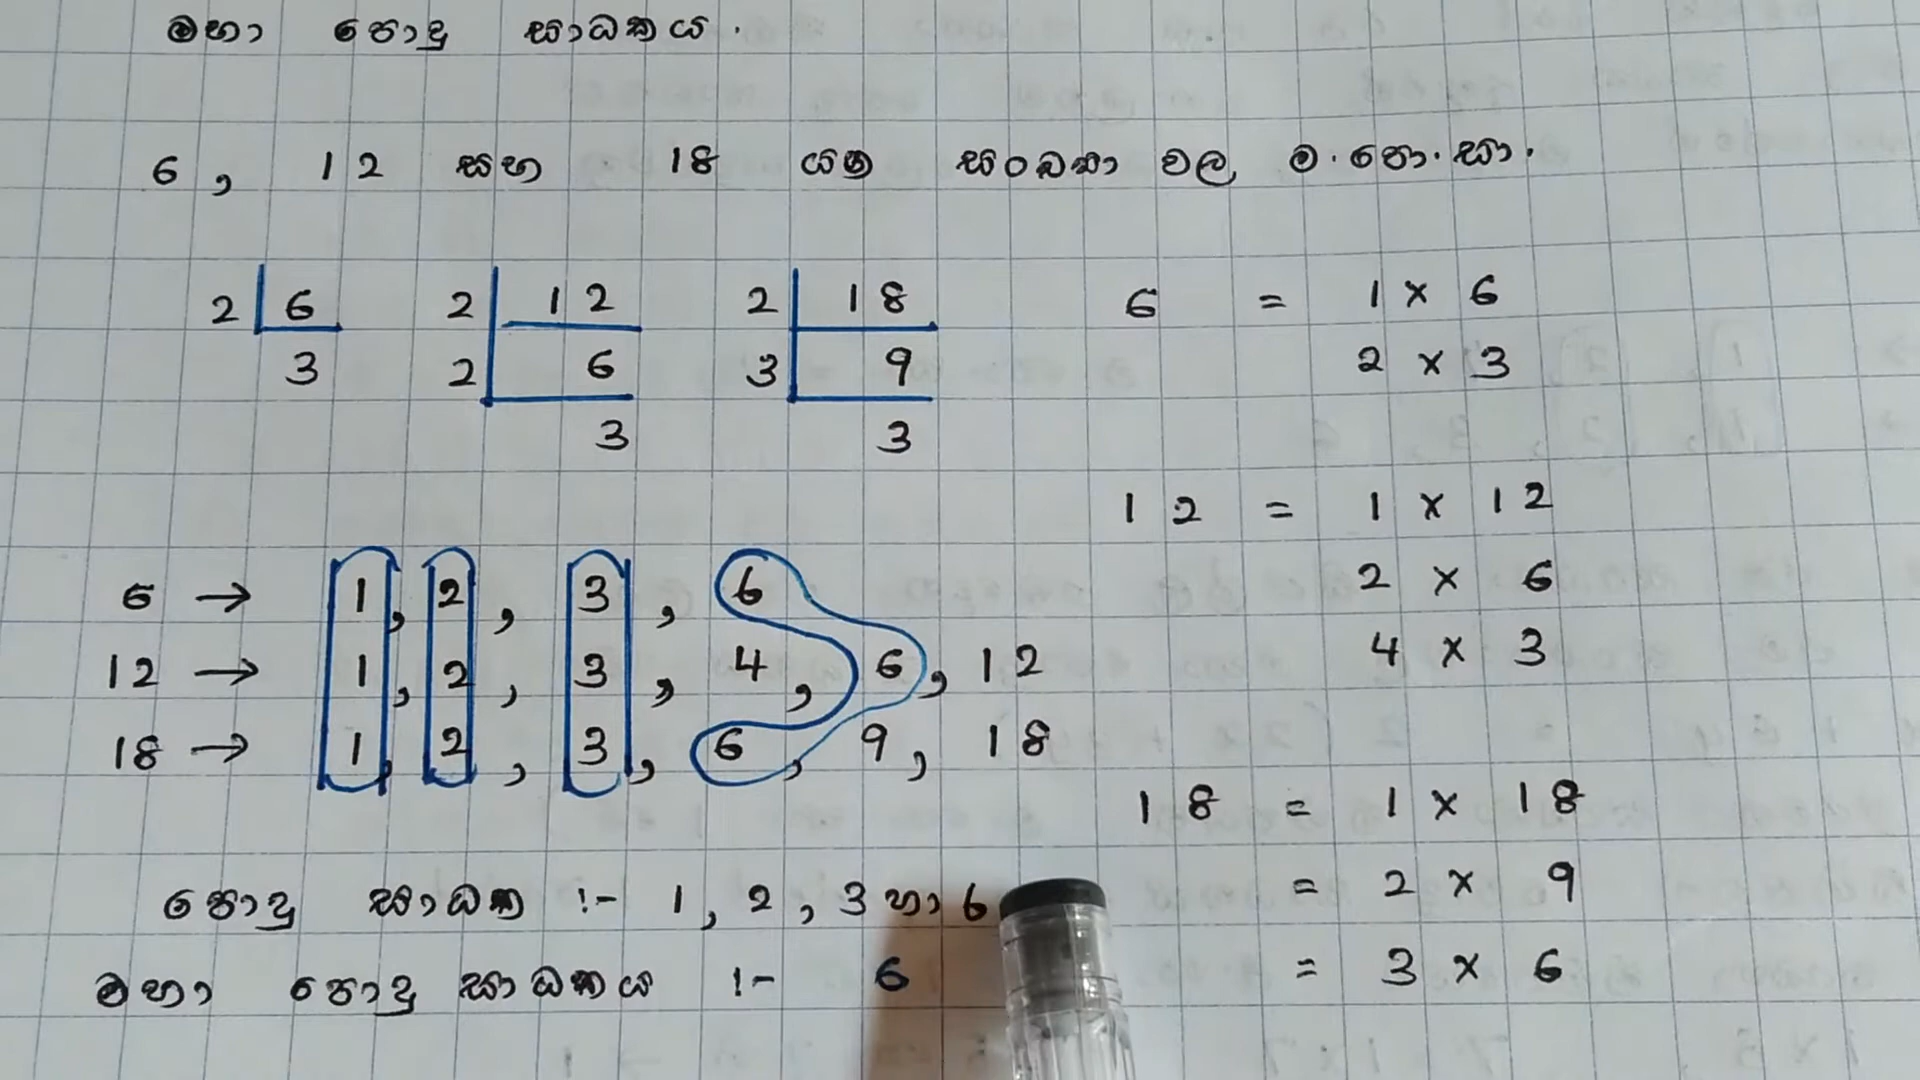 මහා පොදු සාධකය.
6, 12 සහ 18 යන සංඛ්‍යා වල ම.පො.සා.
2 6
3
2 12
2 6
3
2 18
3 9
3
6 → 1, 2, 3, 6
12 → 1, 2, 3, 4, 6, 12
18 → 1, 2, 3, 6, 9, 18
පොදු සාධක :- 1, 2, 3 හා 6
මහා පොදු සාධකය :- 6
6 = 1 × 6
2 × 3
12 = 1 × 12
2 × 6
4 × 3
18 = 1 × 18
= 2 × 9
= 3 × 6